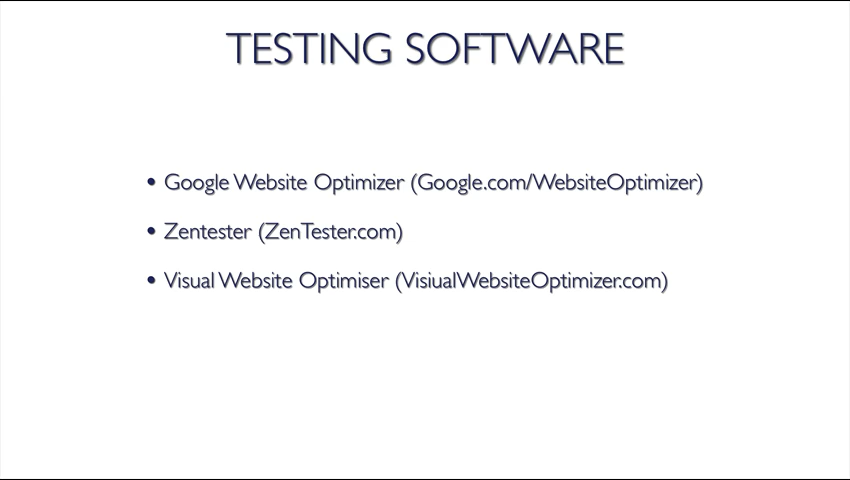 TESTING SOFTWARE
• Google Website Optimizer (Google.com/WebsiteOptimizer)
• Zentester (ZenTester.com)
• Visual Website Optimiser (VisiualWebsiteOptimizer.com)